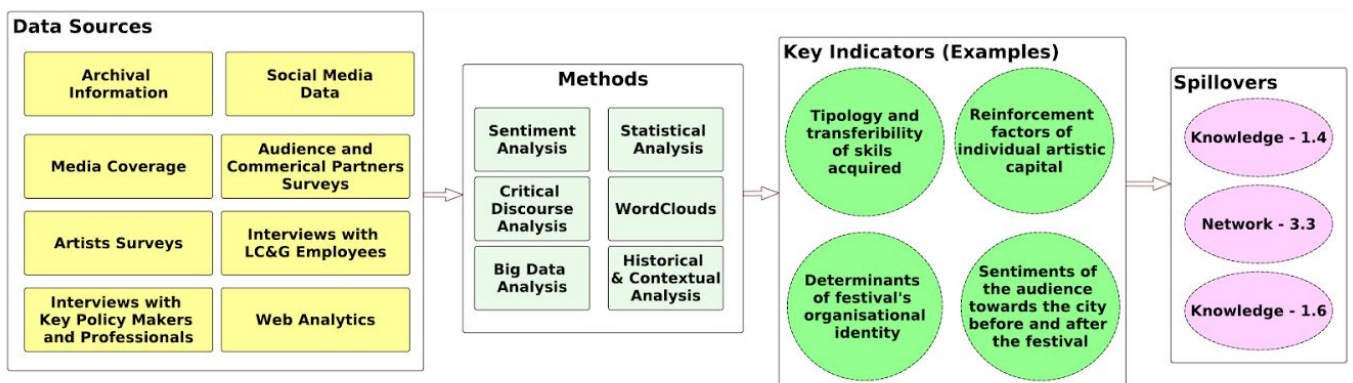 Data Sources
Archival
Information
Social Media
Data
Media Coverage
Audience and
Commerical Partners
Surveys
Artists Surveys
Interviews with
LC&G Employees
Interviews with
Key Policy Makers
and Professionals
Web Analytics
Methods
Sentiment
Analysis
Statistical
Analysis
Critical
Discourse
Analysis
WordClouds
Big Data
Analysis
Historical
& Contextual
Analysis
Key Indicators (Examples)
Tipology and
transferibility
of skils
acquired
Reinforcement
factors of
individual artistic
capital
Determinants
of festival's
organisational
identity
Sentiments of
the audience
towards the city
before and after
the festival
Spillovers
Knowledge - 1.4
Network - 3.3
Knowledge - 1.6